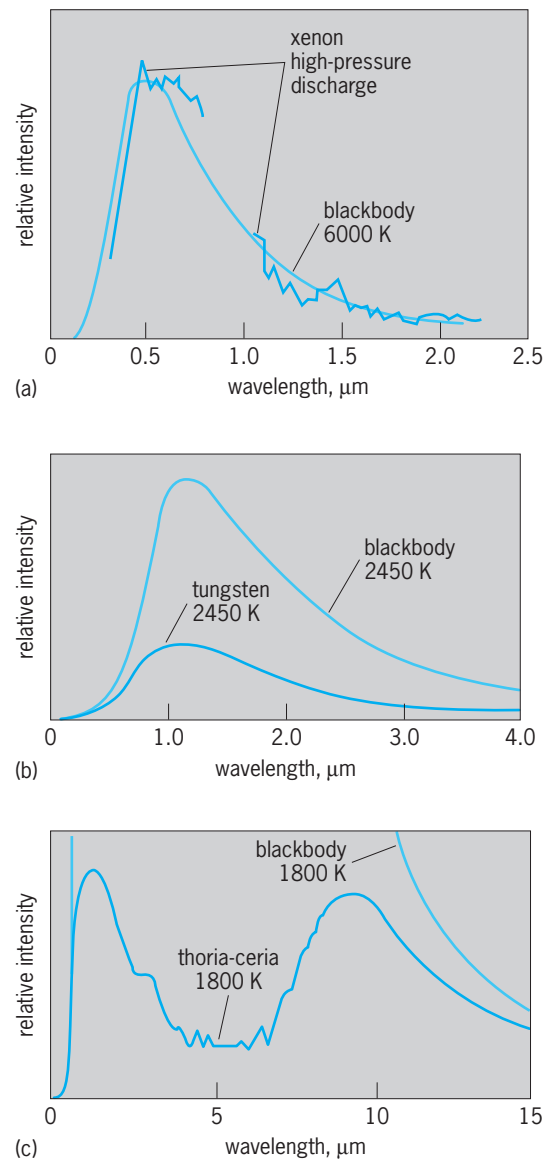 xenon
high-pressure
discharge
relative intensity
blackbody
6000 K
0 0.5 1.0 1.5 2.0 2.5
wavelength, μm
(a)
relative intensity
blackbody
2450 K
tungsten
2450 K
0 1.0 2.0 3.0 4.0
wavelength, μm
(b)
relative intensity
blackbody
1800 K
thoria-ceria
1800 K
0 5 10 15
wavelength, μm
(c)